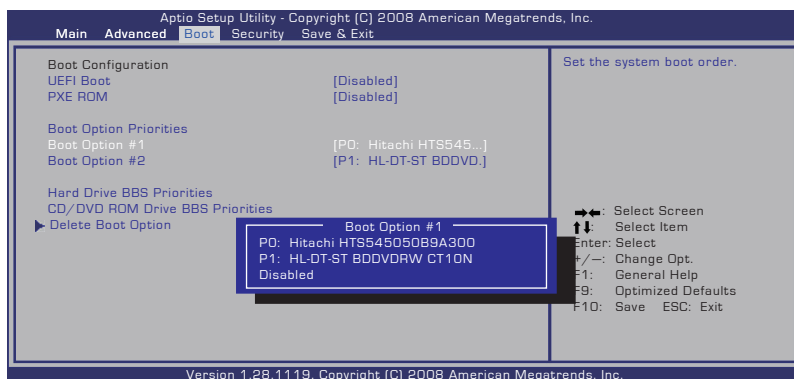 Aptio Setup Utility - Copyright (C) 2008 American Megatrends, Inc.
Main Advanced Boot Security Save & Exit
Boot Configuration
UEFI Boot [Disabled]
PXE ROM [Disabled]
Boot Option Priorities
Boot Option #1 [P0: Hitachi HTS545...]
Boot Option #2 [P1: HL-DT-ST BDDVD.]
Hard Drive BBS Priorities
CD/DVD ROM Drive BBS Priorities
Delete Boot Option
Boot Option #1
P0: Hitachi HTS545050B9A300
P1: HL-DT-ST BDDVDRW CT10N
Disabled
Set the system boot order.
→←: Select Screen
↑↓: Select Item
Enter: Select
+/—: Change Opt.
F1: General Help
F9: Optimized Defaults
F10: Save ESC: Exit
Version 1.28.1119. Copyright (C) 2008 American Megatrends, Inc.